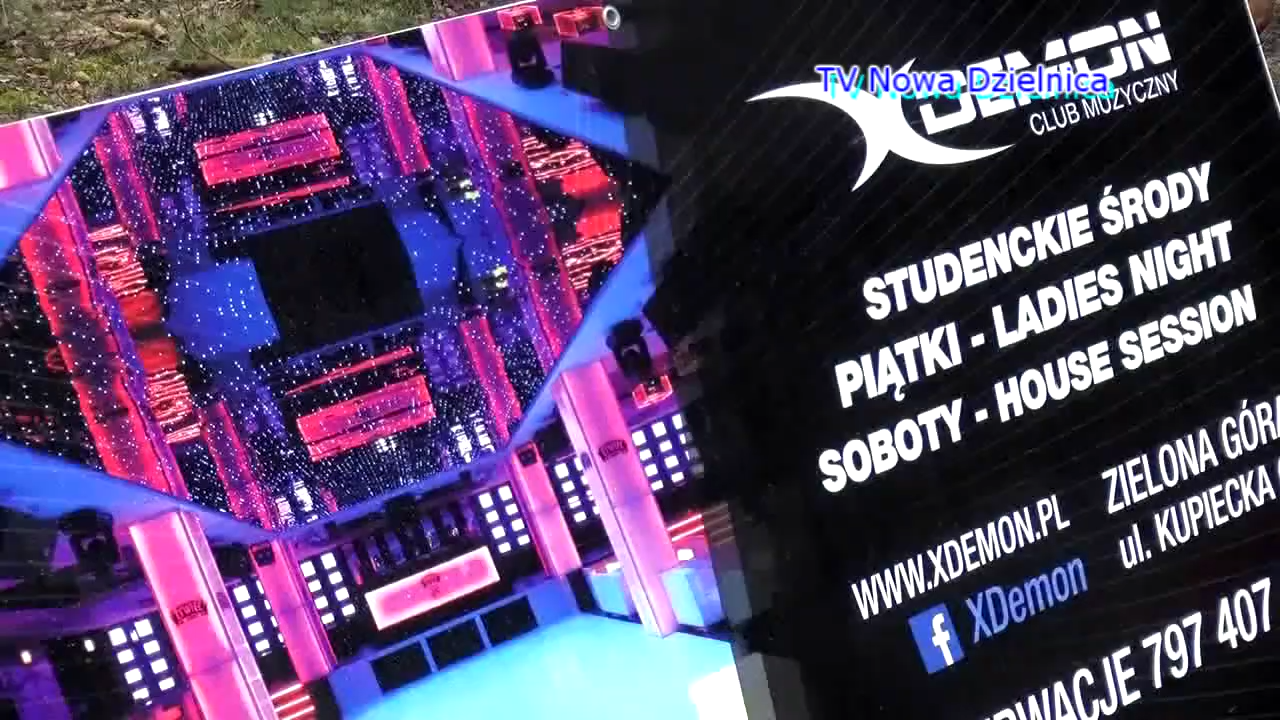 TV Nowa Dzielnica
XDEMON
CLUB MUZYCZNY
STUDENCKIE ŚRODY
PIĄTKI - LADIES NIGHT
SOBOTY - HOUSE SESSION
WWW.XDEMON.PL
ZIELONA GÓRA
ul. KUPIECKA
XDemon
797 407